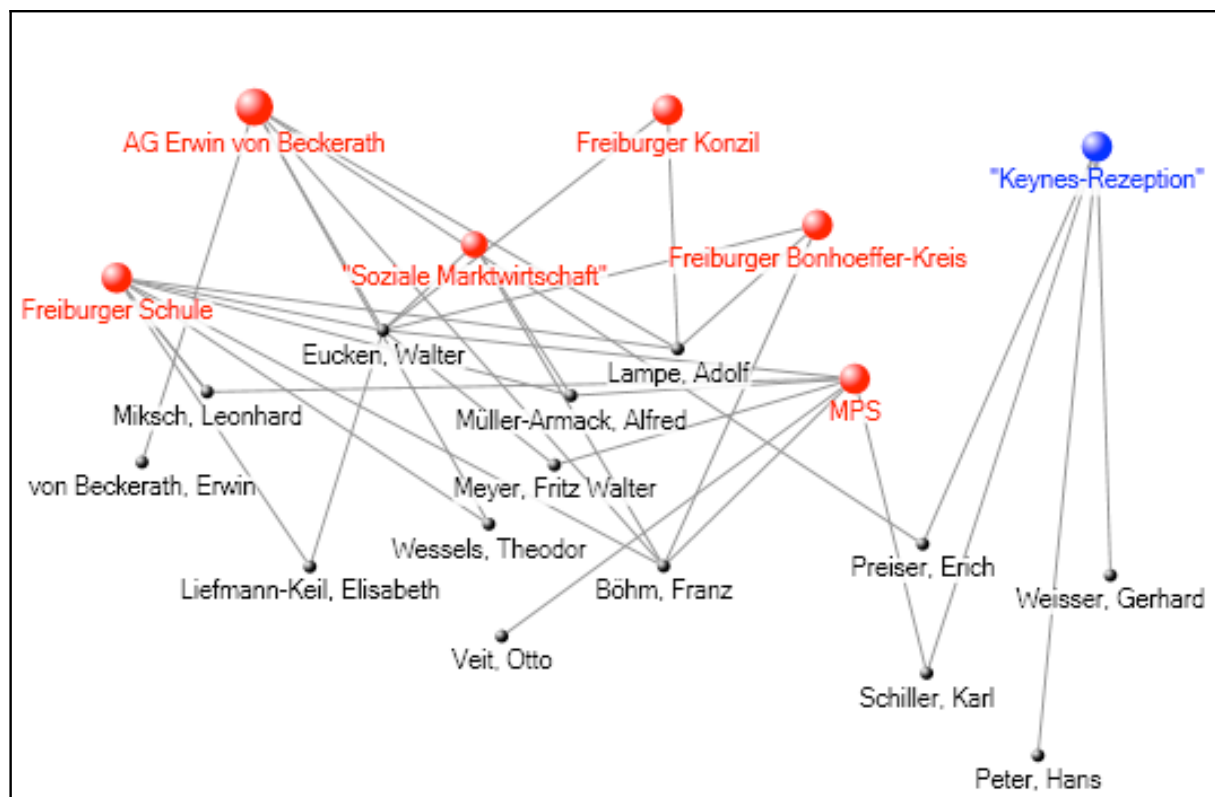 AG Erwin von Beckerath
Freiburger Konzil
"Keynes-Rezeption"
Freiburger Bonhoeffer-Kreis
"Soziale Marktwirtschaft"
Freiburger Schule
Eucken, Walter
Lampe, Adolf
MPS
Miksch, Leonhard
Müller-Armack, Alfred
von Beckerath, Erwin
Meyer, Fritz Walter
Wessels, Theodor
Preiser, Erich
Liefmann-Keil, Elisabeth
Böhm, Franz
Weisser, Gerhard
Veit, Otto
Schiller, Karl
Peter, Hans